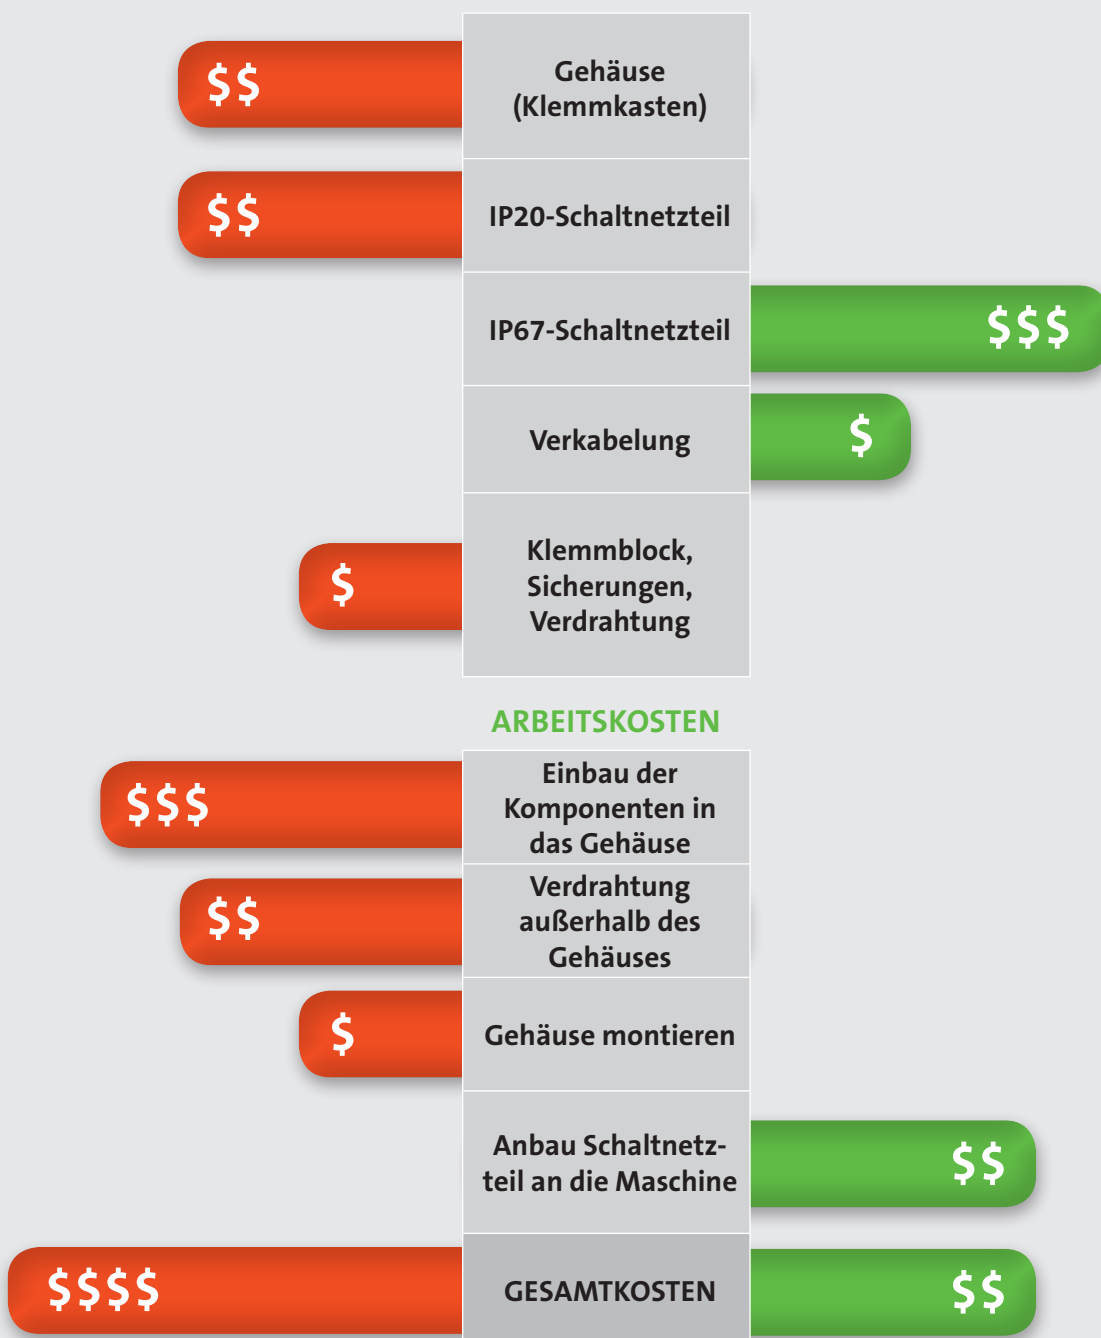 $$
Gehäuse
(Klemmkasten)
$$
IP20-Schaltnetzteil
IP67-Schaltnetzteil
$$$
Verkabelung
$
$
Klemmblock,
Sicherungen,
Verdrahtung
ARBEITSKOSTEN
$$$
Einbau der
Komponenten in
das Gehäuse
$$
Verdrahtung
außerhalb des
Gehäuses
$
Gehäuse montieren
Anbau Schaltnetz-
teil an die Maschine
$$
$$$$
GESAMTKOSTEN
$$